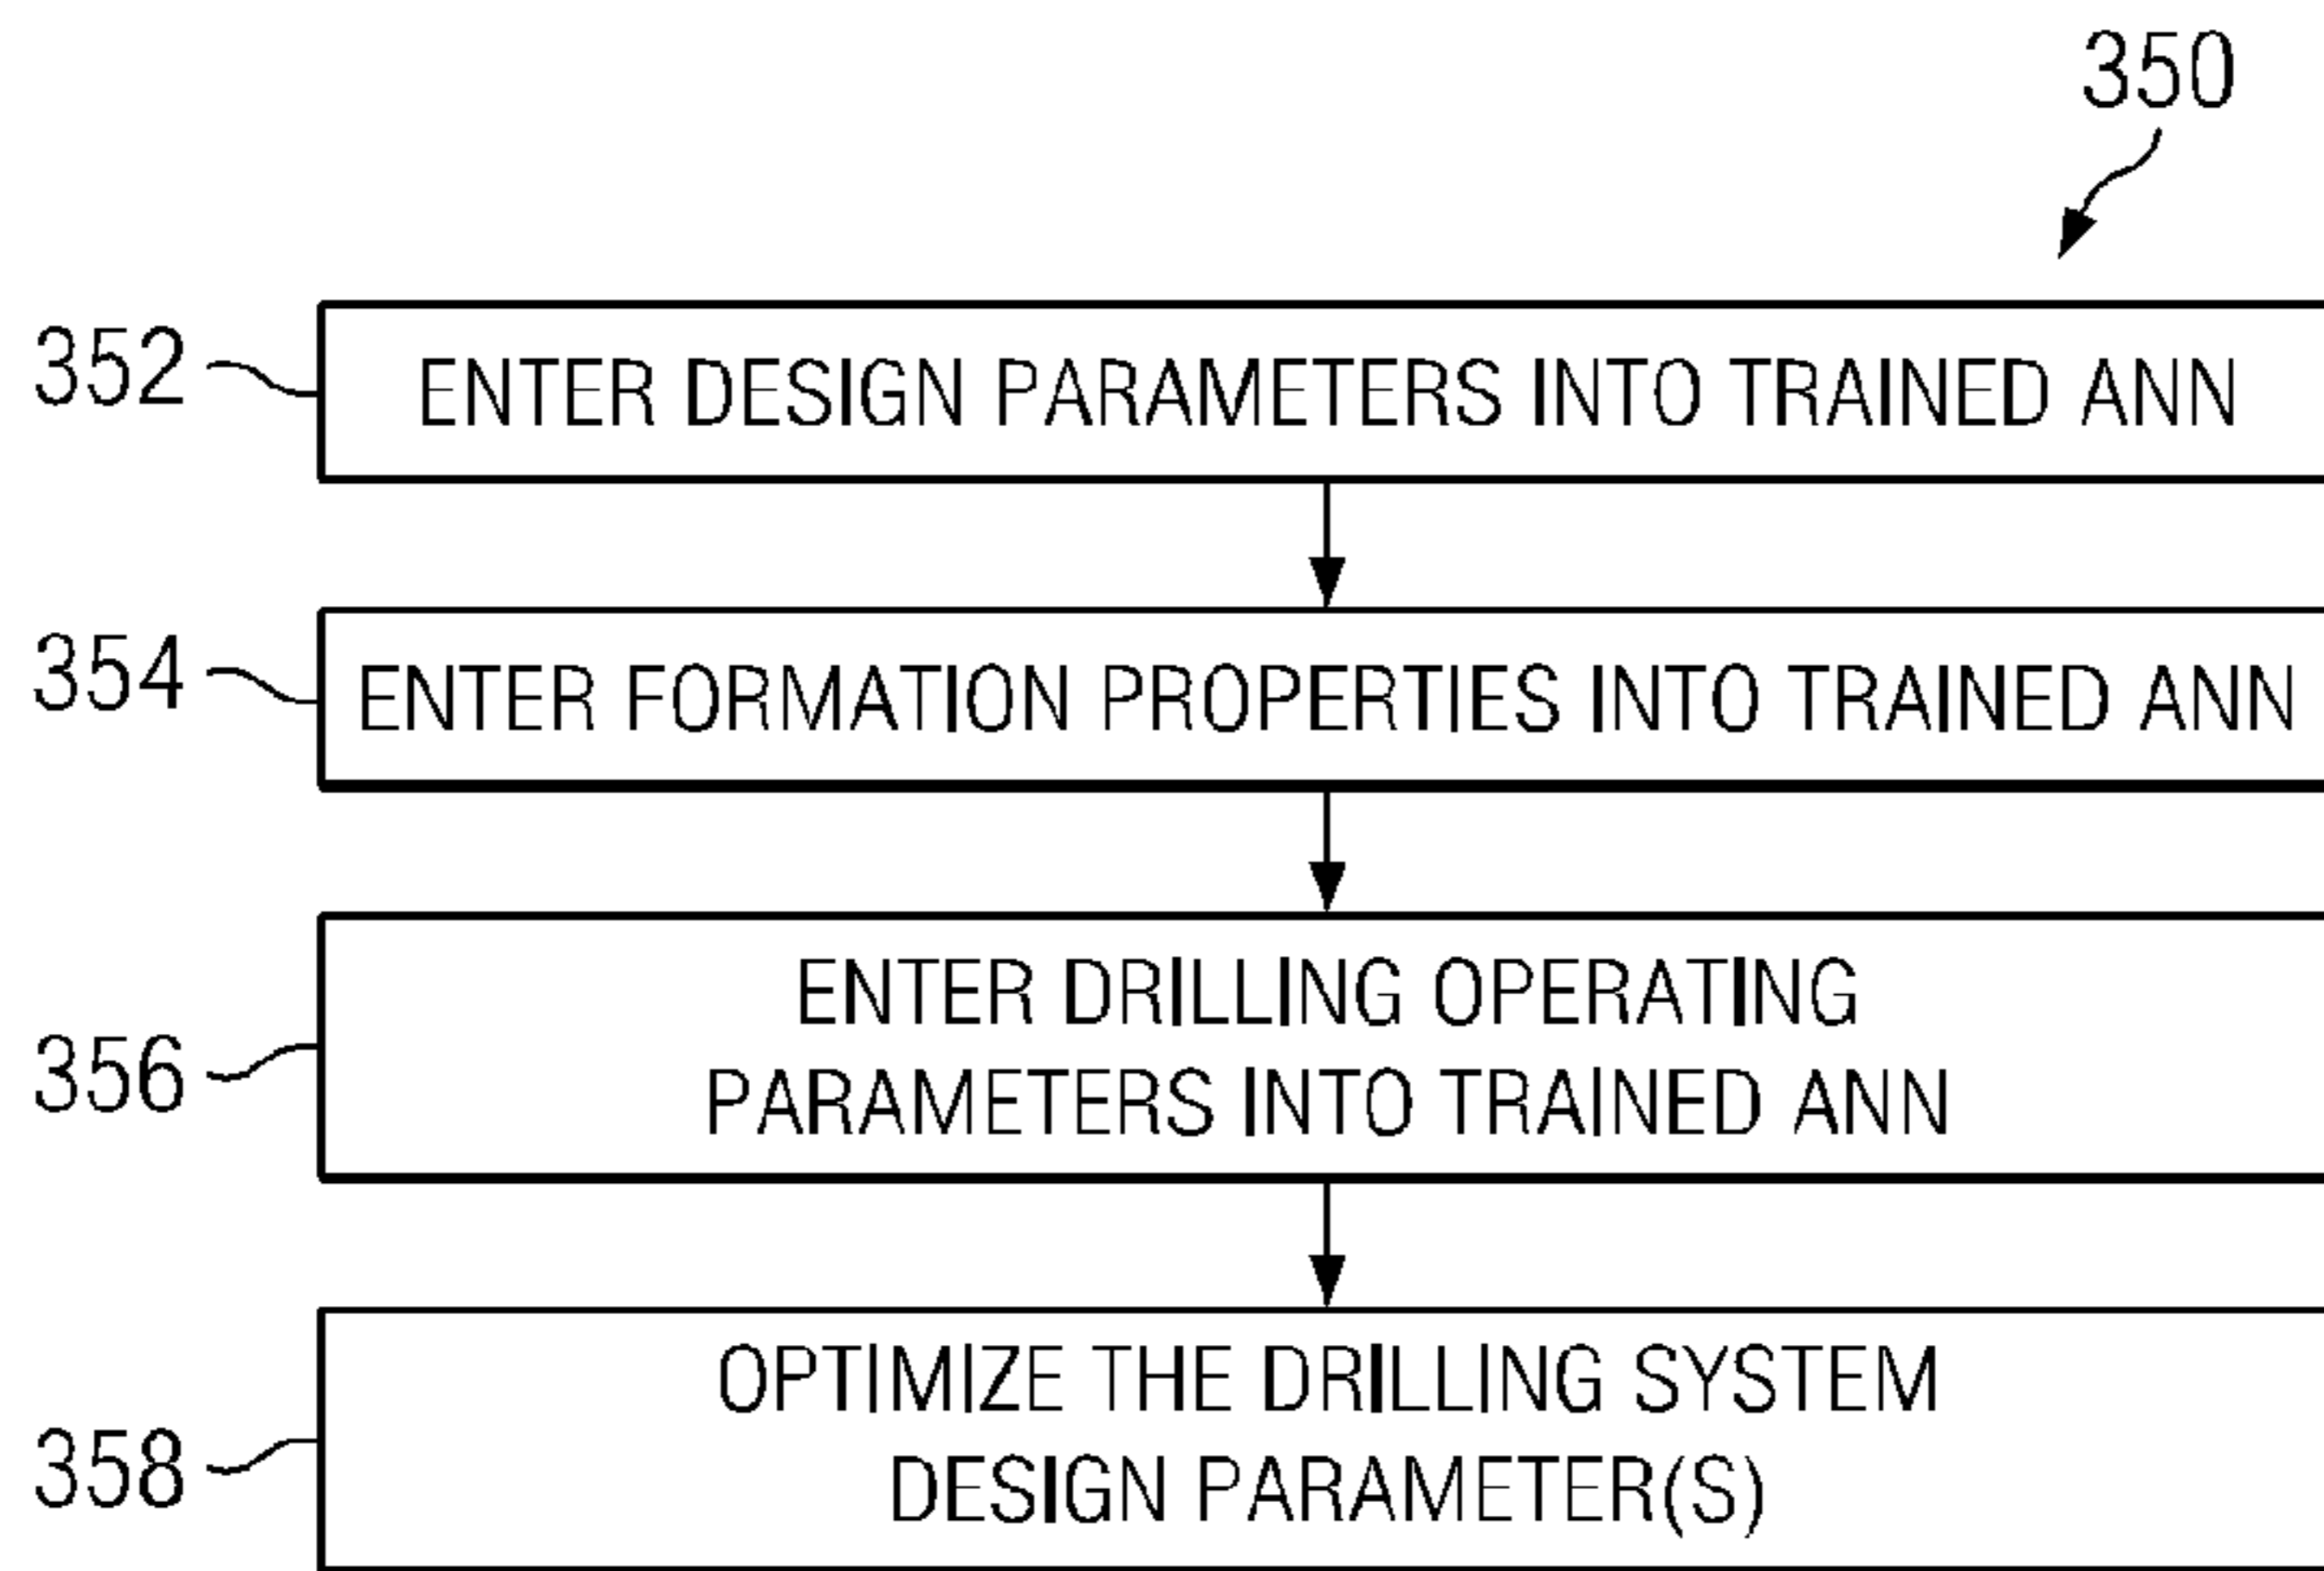 350
352
ENTER DESIGN PARAMETERS INTO TRAINED ANN
354
ENTER FORMATION PROPERTIES INTO TRAINED ANN
356
ENTER DRILLING OPERATING
PARAMETERS INTO TRAINED ANN
358
OPTIMIZE THE DRILLING SYSTEM
DESIGN PARAMETER(S)